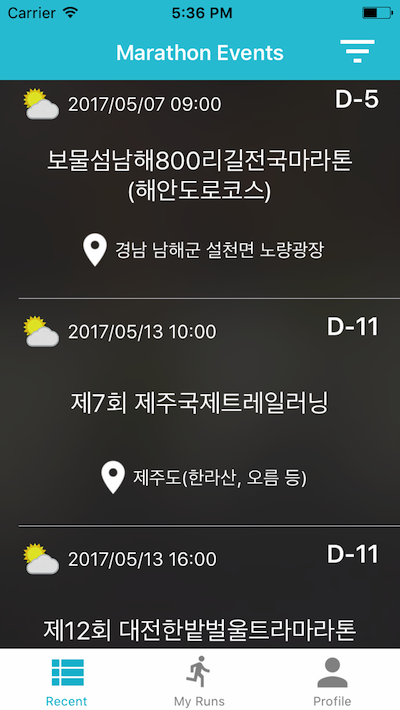 Carrier 5:36 PM
Marathon Events
2017/05/07 09:00 D-5
보물섬남해800리길전국마라톤
(해안도로코스)
경남 남해군 설천면 노량광장
2017/05/13 10:00 D-11
제7회 제주국제트레일러닝
제주도(한라산, 오름 등)
2017/05/13 16:00 D-11
제12회 대전한밭벌울트라마라톤
Recent My Runs Profile